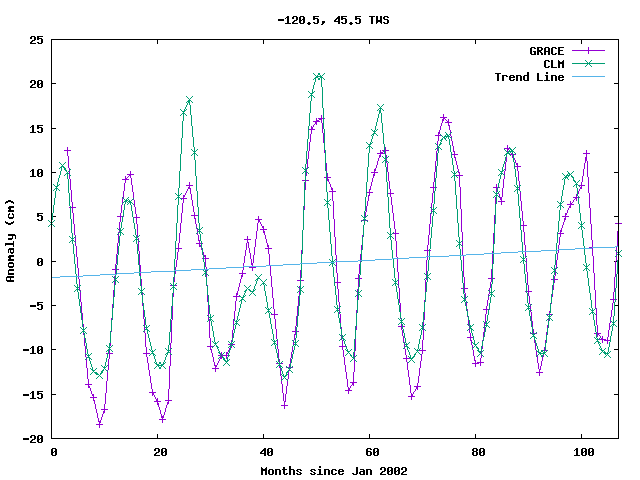 -120.5, 45.5 TWS
GRACE
CLM
Trend Line
25
20
15
10
5
0
-5
-10
-15
-20
Anomaly (cm)
0 20 40 60 80 100
Months since Jan 2002